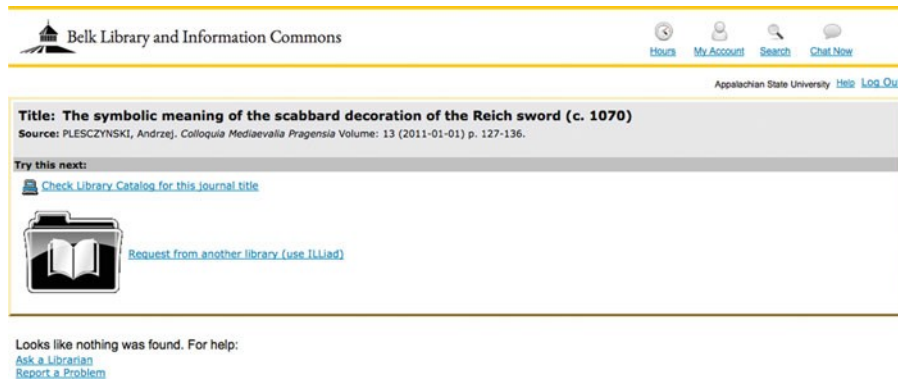 Belk Library and Information Commons
Hours My Account Search Chat Now
Appalachian State University Help Log Ou
Title: The symbolic meaning of the scabbard decoration of the Reich sword (c. 1070)
Source: PLESCZYNSKI, Andrzej. Colloquia Mediaevalia Pragensia Volume: 13 (2011-01-01) p. 127-136.
Try this next:
Check Library Catalog for this journal title
Request from another library (use ILLiad)
Looks like nothing was found. For help:
Ask a Librarian
Report a Problem